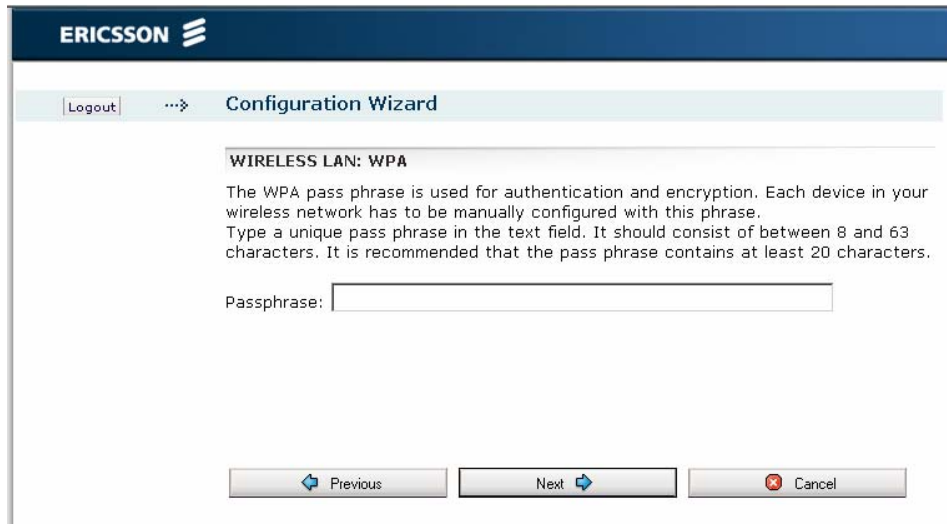 ERICSSON
Logout
Configuration Wizard
WIRELESS LAN: WPA
The WPA pass phrase is used for authentication and encryption. Each device in your
wireless network has to be manually configured with this phrase.
Type a unique pass phrase in the text field. It should consist of between 8 and 63
characters. It is recommended that the pass phrase contains at least 20 characters.
Passphrase:
Previous
Next
Cancel